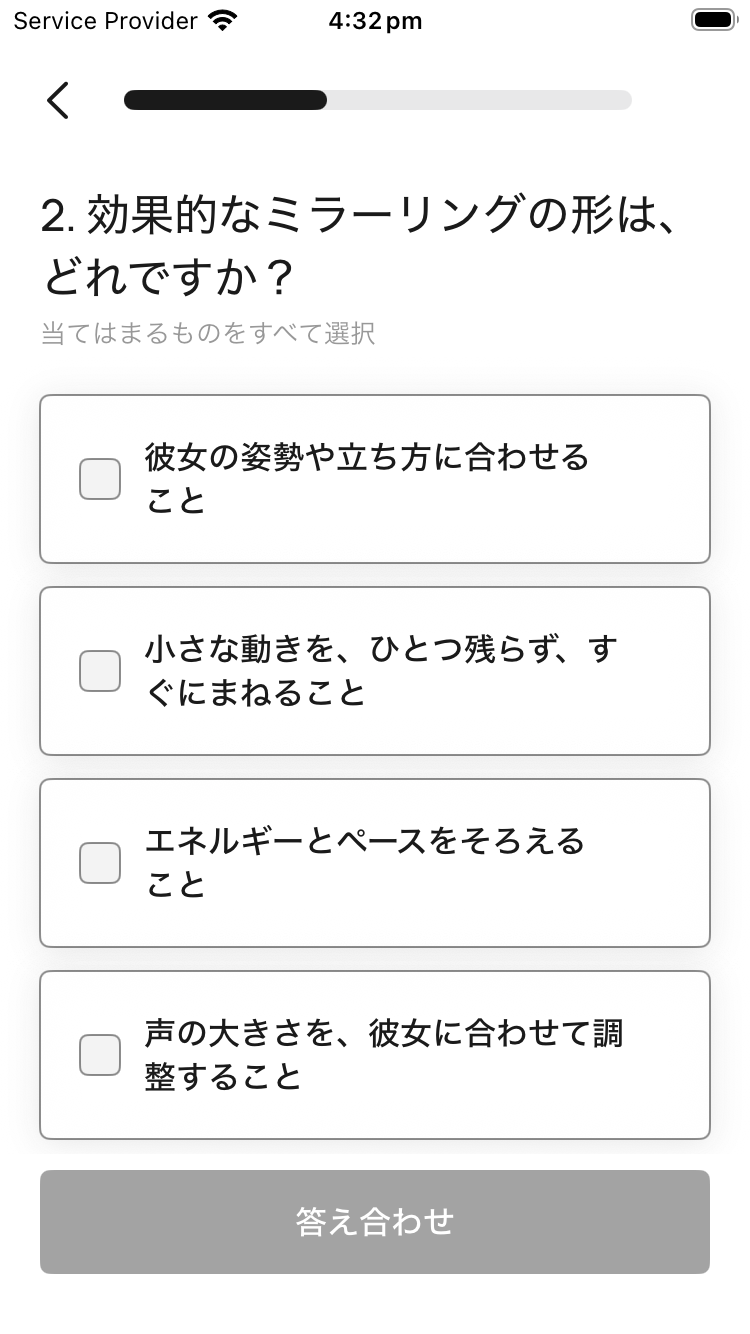 Service Provider 4:32pm
2. 効果的なミラーリングの形は、
どれですか？
当てはまるものをすべて選択
彼女の姿勢や立ち方に合わせる
こと
小さな動きを、ひとつ残らず、す
ぐにまねること
エネルギーとペースをそろえる
こと
声の大きさを、彼女に合わせて調
整すること
答え合わせ